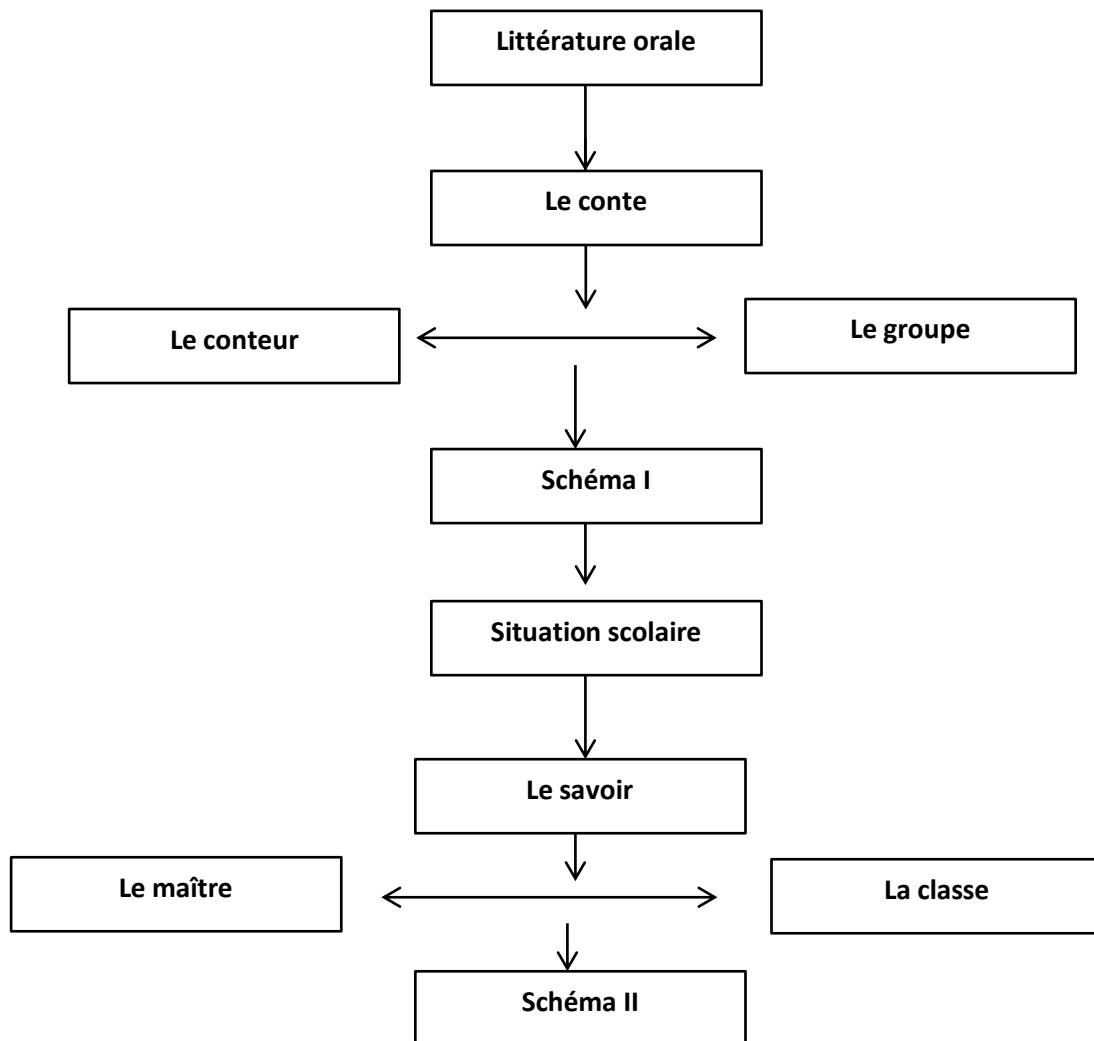 Littérature orale
Le conte
Le conteur
Le groupe
Schéma I
Situation scolaire
Le savoir
Le maître
La classe
Schéma II